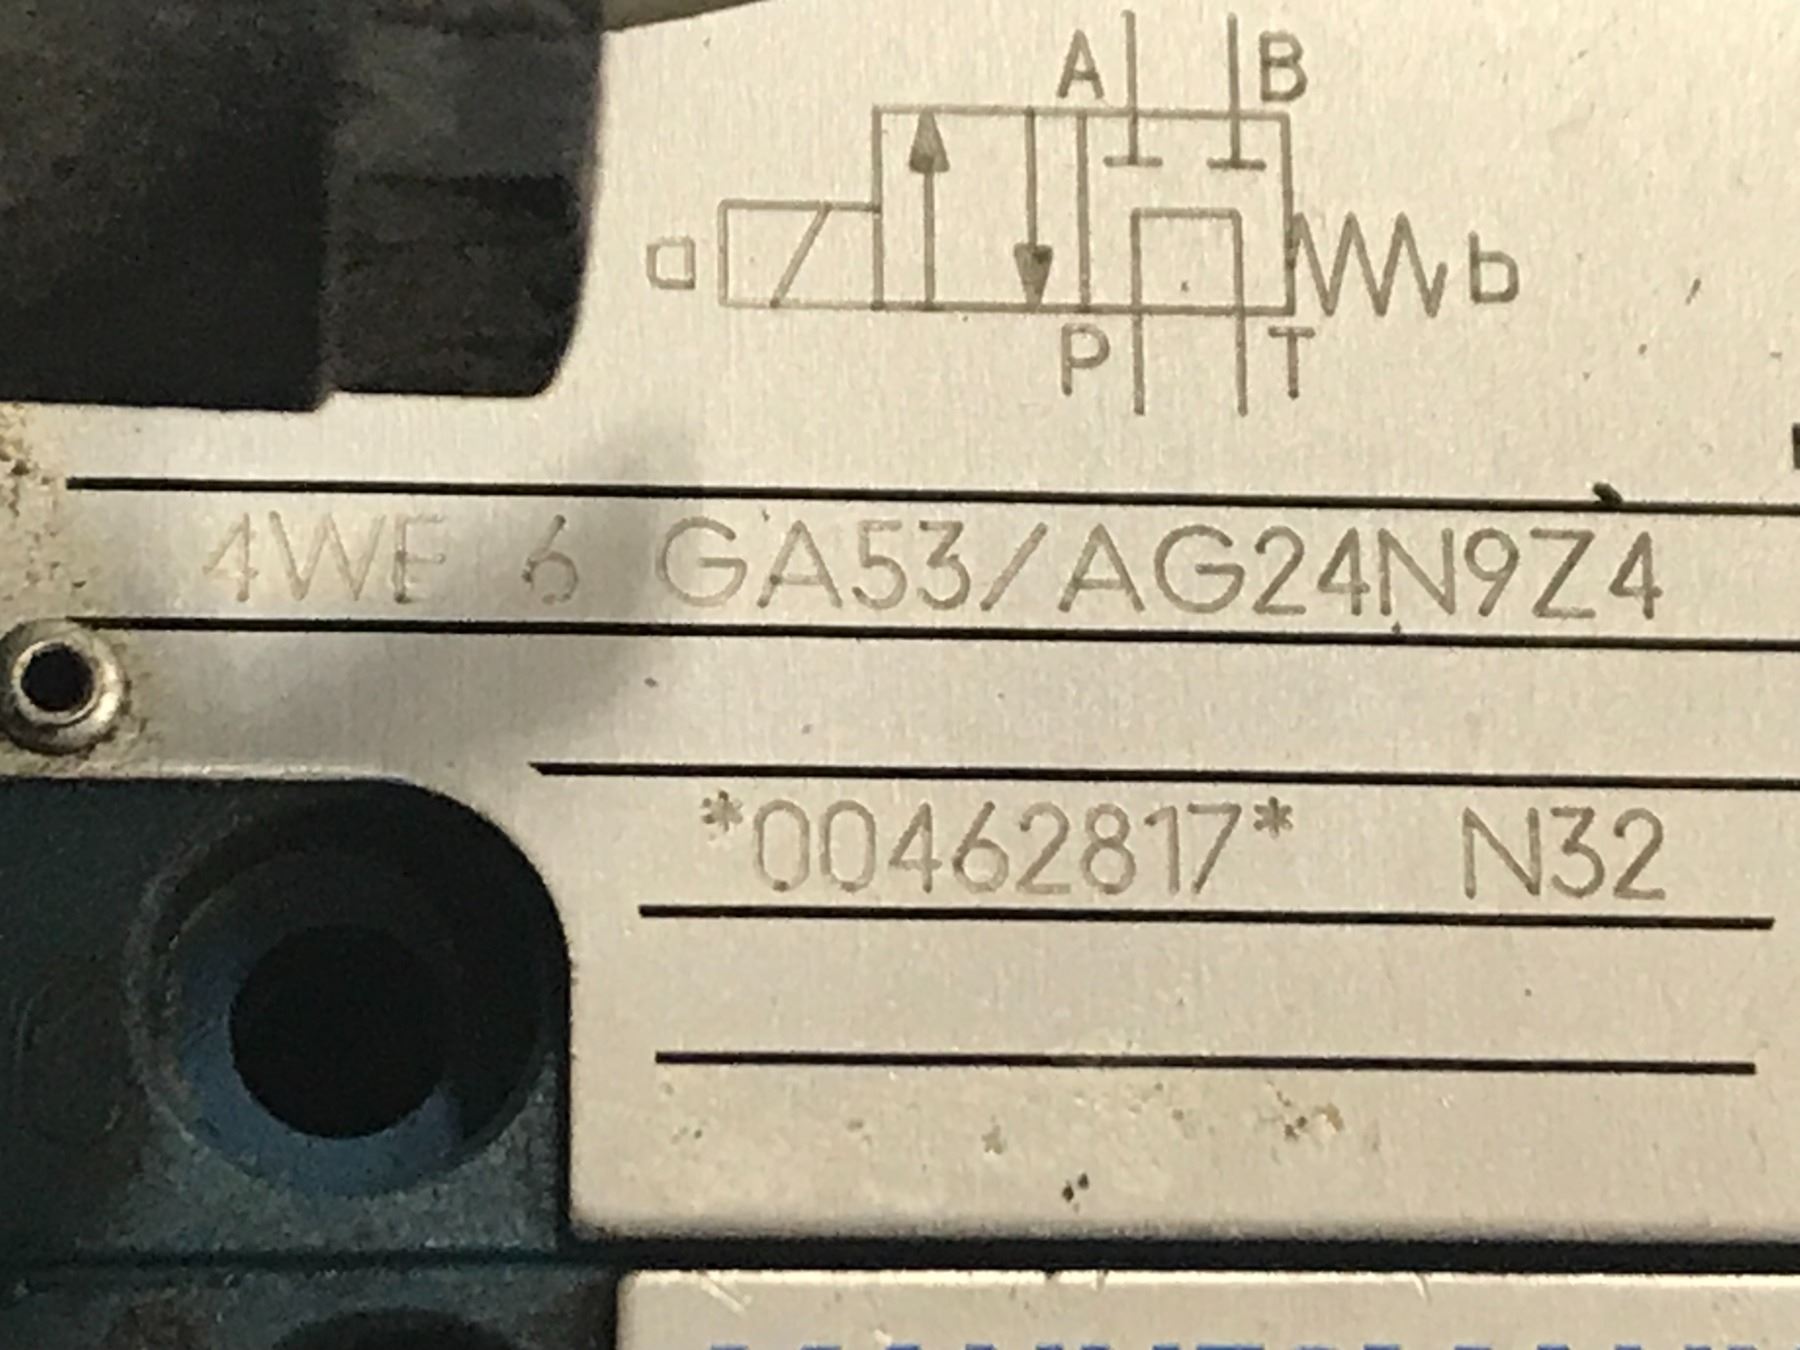 A B
a b
P T
4WE 6 GA53/AG24N9Z4
*00462817* N32